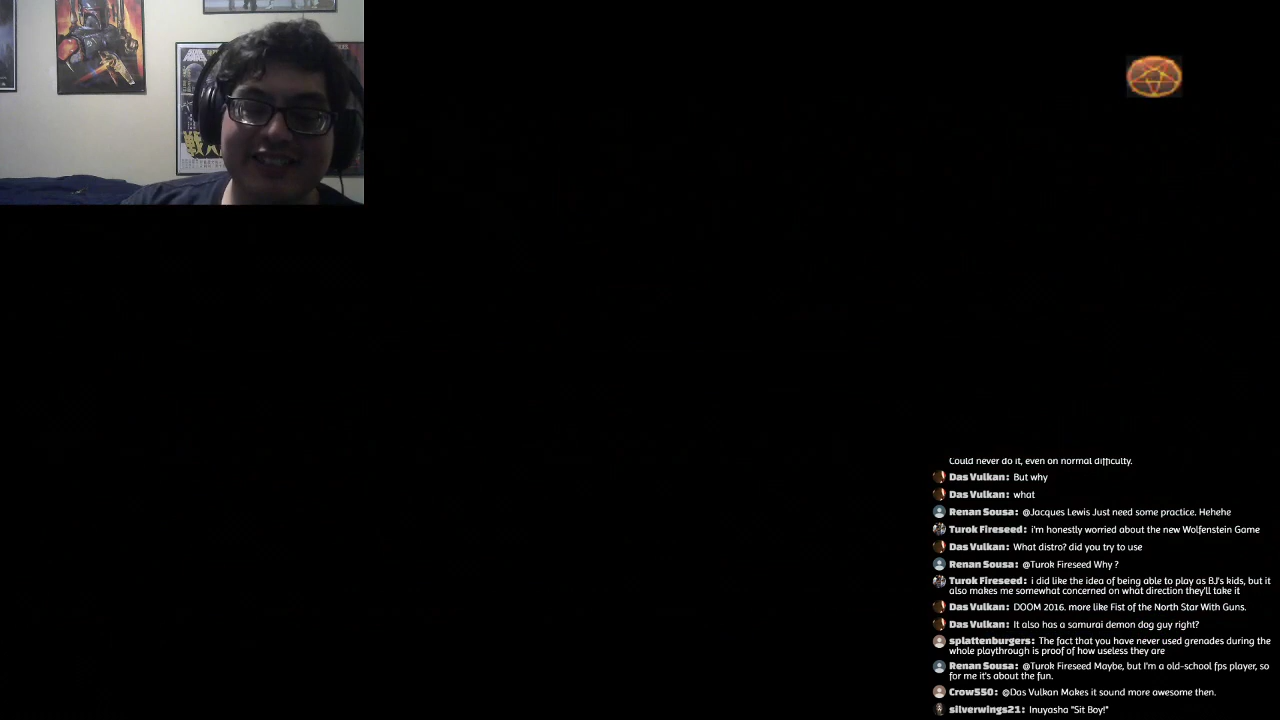 STAR
WARS
Could never do it, even on normal difficulty.
Das Vulkan: But why
Das Vulkan: what
Renan Sousa: @Jacques Lewis Just need some practice. Hehehe
Turok Fireseed: i'm honestly worried about the new Wolfenstein Game
Das Vulkan: What distro? did you try to use
Renan Sousa: @Turok Fireseed Why ?
Turok Fireseed: i did like the idea of being able to play as BJ's kids, but it
also makes me somewhat concerned on what direction they'll take it
Das Vulkan: DOOM 2016. more like Fist of the North Star With Guns.
Das Vulkan: It also has a samurai demon dog guy right?
splattenburgers: The fact that you have never used grenades during the
whole playthrough is proof of how useless they are
Renan Sousa: @Turok Fireseed Maybe, but I'm a old-school fps player, so
for me it's about the fun.
Crow550: @Das Vulkan Makes it sound more awesome then.
silverwings21: Inuyasha "Sit Boy!"